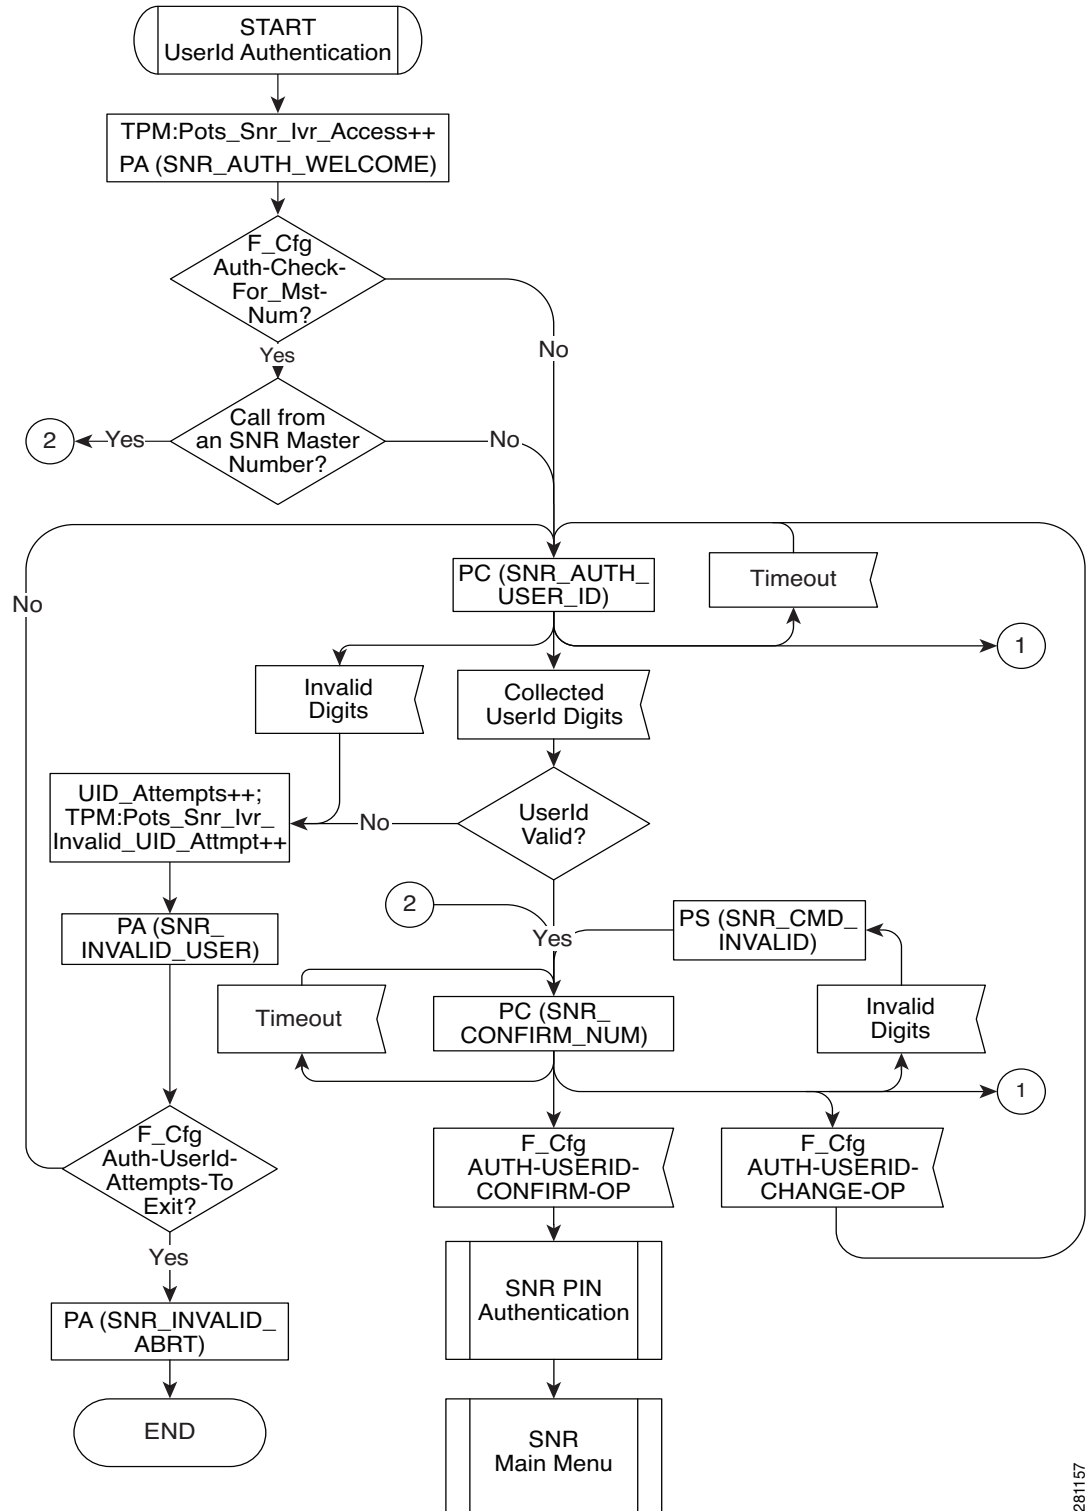 START
UserId Authentication
TPM:Pots_Snr_Ivr_Access++
PA (SNR_AUTH_WELCOME)
F_Cfg
Auth-Check-
For_Mst-
Num?
No
Yes
Call from
an SNR Master
Number?
2
Yes
No
No
PC (SNR_AUTH_
USER_ID)
Timeout
1
Invalid
Digits
Collected
UserId Digits
UID_Attempts++;
TPM:Pots_Snr_Ivr_
Invalid_UID_Attmpt++
No
UserId
Valid?
2
Yes
PS (SNR_CMD_
INVALID)
PA (SNR_
INVALID_USER)
Timeout
PC (SNR_
CONFIRM_NUM)
Invalid
Digits
1
F_Cfg
Auth-UserId-
Attempts-To
Exit?
F_Cfg
AUTH-USERID-
CONFIRM-OP
F_Cfg
AUTH-USERID-
CHANGE-OP
Yes
SNR PIN
Authentication
PA (SNR_INVALID_
ABRT)
END
SNR
Main Menu
281157